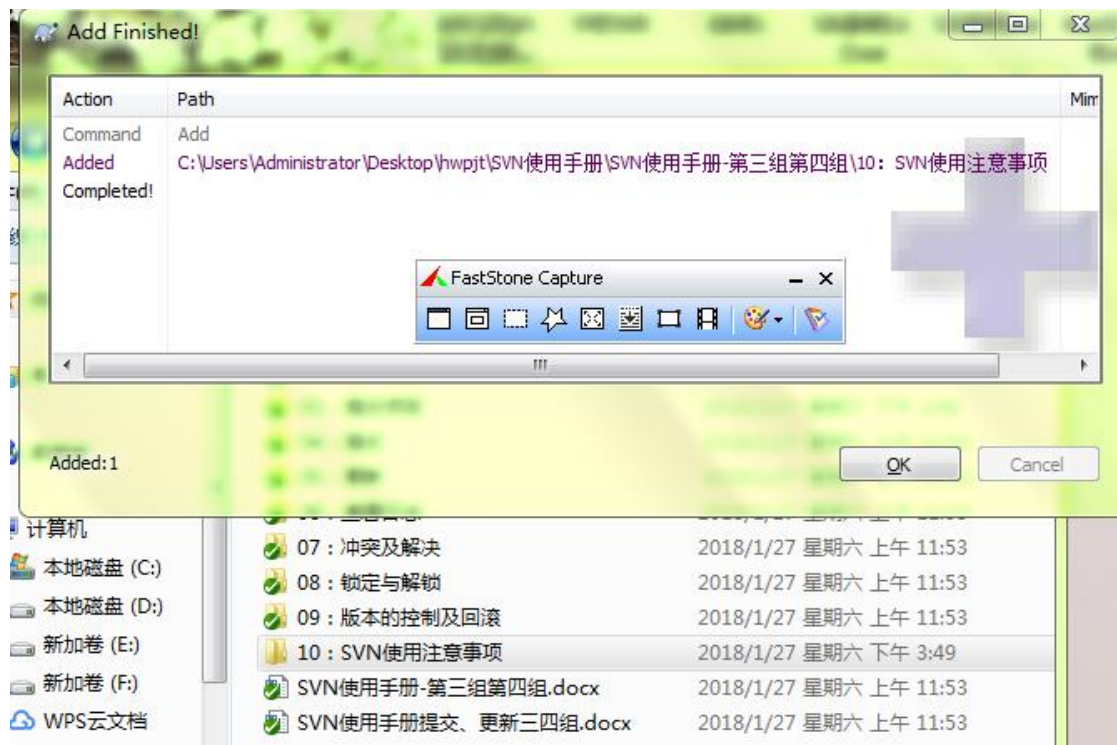 Add Finished!
Action Path Mim
Command Add
Added C:\Users\Administrator\Desktop\hwpjt\SVN使用手册\SVN使用手册-第三组第四组\10：SVN使用注意事项
Completed!
FastStone Capture
Added:1
OK Cancel
计算机
本地磁盘 (C:)
本地磁盘 (D:)
新加卷 (E:)
新加卷 (F:)
WPS云文档
07：冲突及解决 2018/1/27 星期六 上午 11:53
08：锁定与解锁 2018/1/27 星期六 上午 11:53
09：版本的控制及回滚 2018/1/27 星期六 上午 11:53
10：SVN使用注意事项 2018/1/27 星期六 下午 3:49
SVN使用手册-第三组第四组.docx 2018/1/27 星期六 上午 11:53
SVN使用手册提交、更新三四组.docx 2018/1/27 星期六 上午 11:53